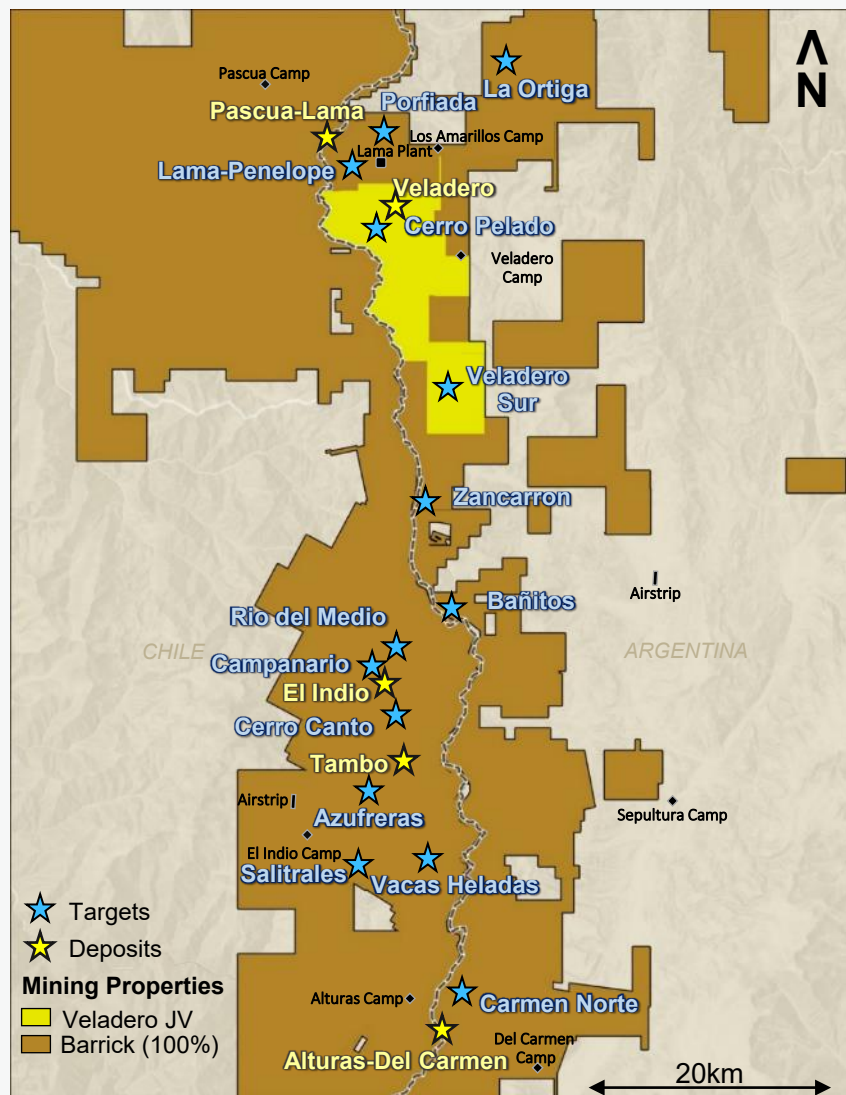 N
La Ortiga
Pascua Camp
Pascua-Lama
Porfiada
Los Amarillos Camp
Lama Plant
Lama-Penelope
Veladero
Cerro Pelado
Veladero
Camp
Veladero
Sur
Zancarron
Airstrip
Bañitos
Rio del Medio
CHILE
ARGENTINA
Campanario
El Indio
Cerro Canto
Tambo
Airstrip
Azufreras
Sepultura Camp
El Indio Camp
Salitrales
Vacas Heladas
Targets
Deposits
Mining Properties
Veladero JV
Barrick (100%)
Alturas Camp
Carmen Norte
Alturas-Del Carmen
Del Carmen
Camp
20km